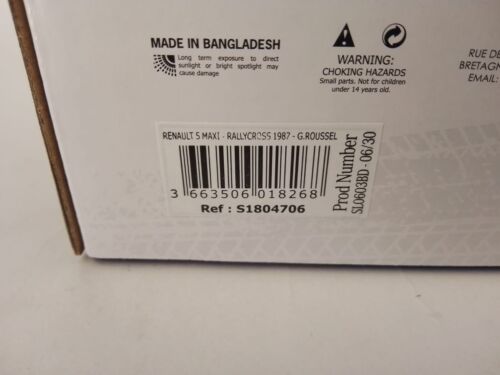 MADE IN BANGLADESH
Long term exposure to direct
sunlight or bright spotlight may
cause damage
WARNING:
CHOKING HAZARDS
Small parts. Not for children
under 14 years old.
RUE DE
BRETAGN
EMAIL:
RENAULT 5 MAXI - RALLYCROSS 1987 - G.ROUSSEL
3 663506 018268
Ref : S1804706
Prod Number
SL0603BD - 06/30